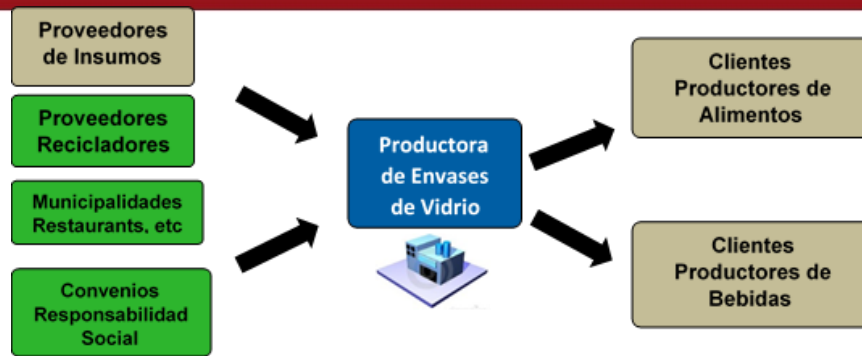 Proveedores
de Insumos
Proveedores
Recicladores
Municipalidades
Restaurants, etc
Convenios
Responsabilidad
Social
Productora
de Envases
de Vidrio
Clientes
Productores de
Alimentos
Clientes
Productores de
Bebidas